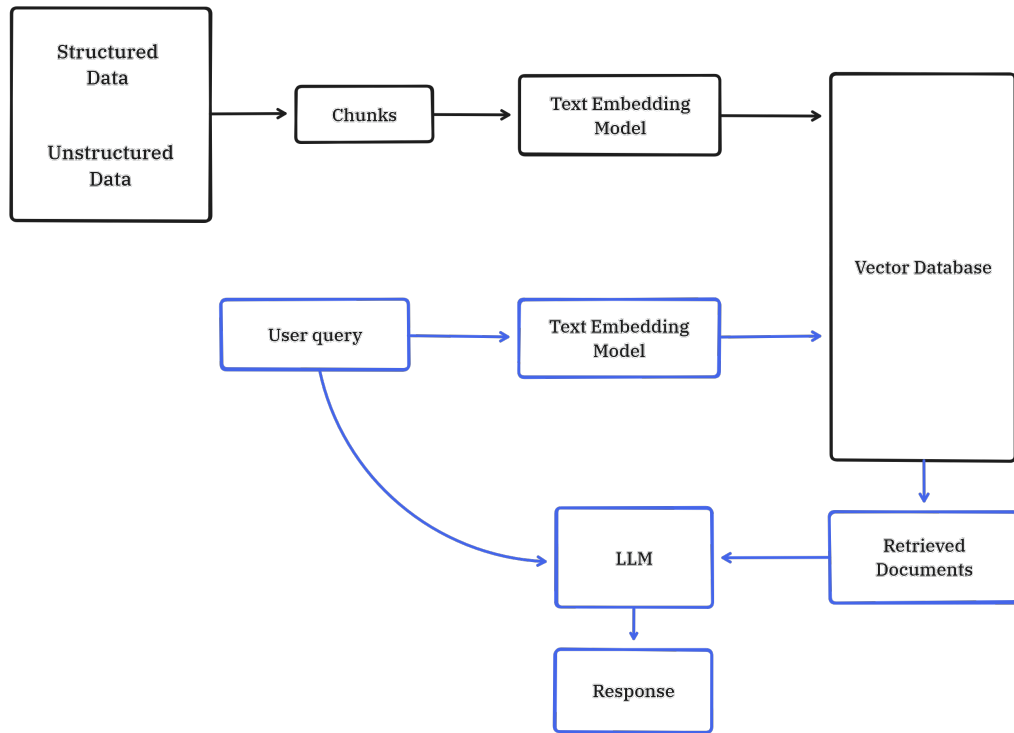 Structured
Data
Unstructured
Data
Chunks
Text Embedding
Model
Vector Database
User query
Text Embedding
Model
LLM
Retrieved
Documents
Response